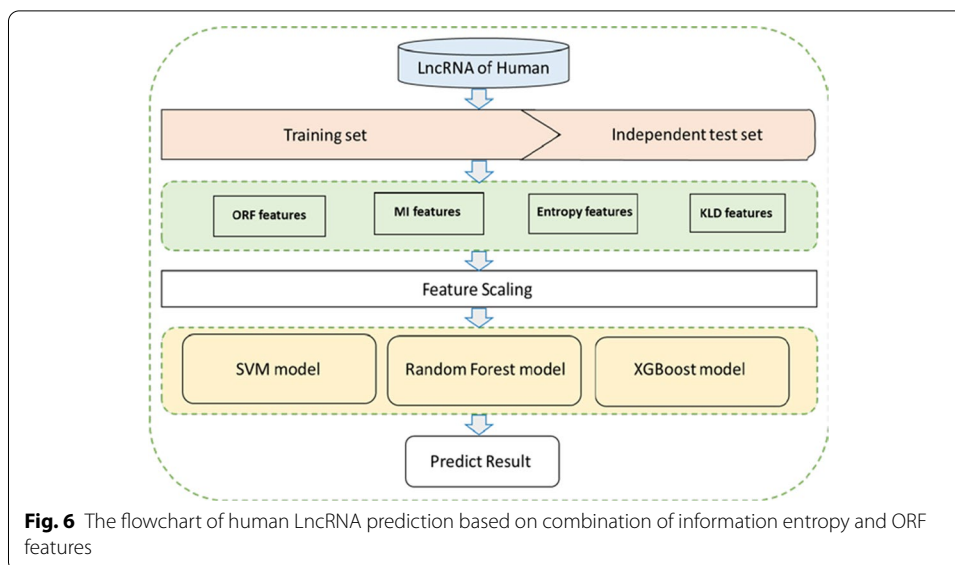 LncRNA of Human
Training set
Independent test set
ORF features
MI features
Entropy features
KLD features
Feature Scaling
SVM model
Random Forest model
XGBoost model
Predict Result
Fig. 6 The flowchart of human LncRNA prediction based on combination of information entropy and ORF
features